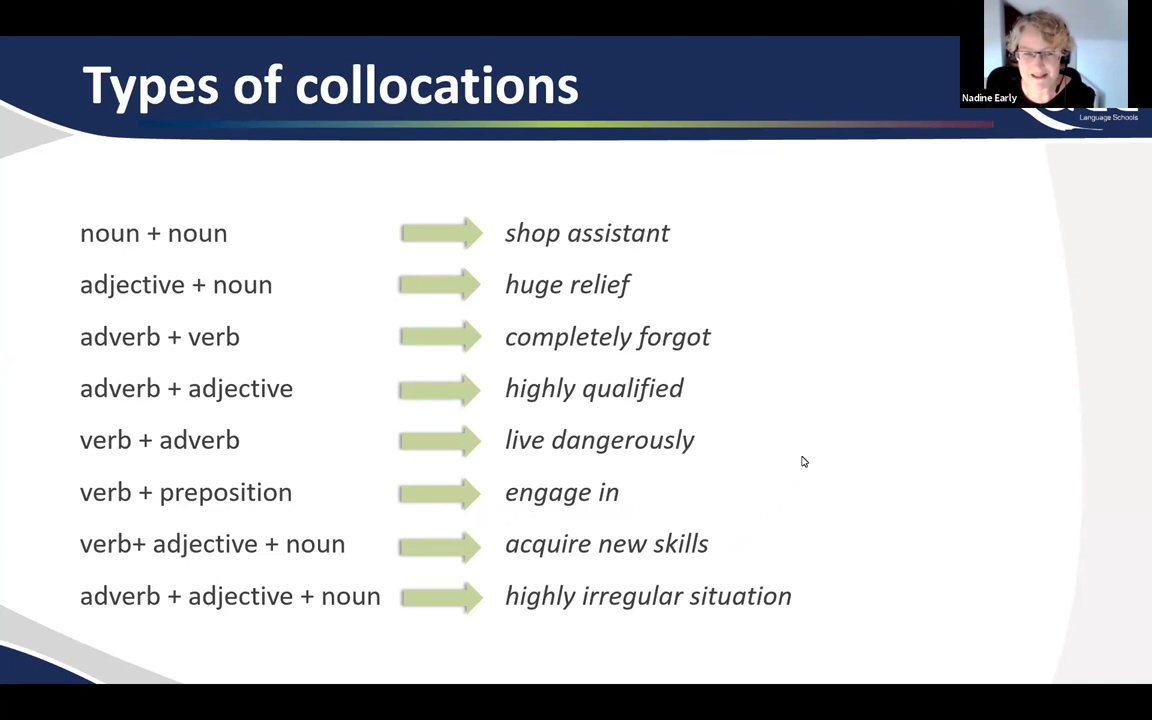 Types of collocations
Nadine Early
Language Schools
noun + noun shop assistant
adjective + noun huge relief
adverb + verb completely forgot
adverb + adjective highly qualified
verb + adverb live dangerously
verb + preposition engage in
verb+ adjective + noun acquire new skills
adverb + adjective + noun highly irregular situation